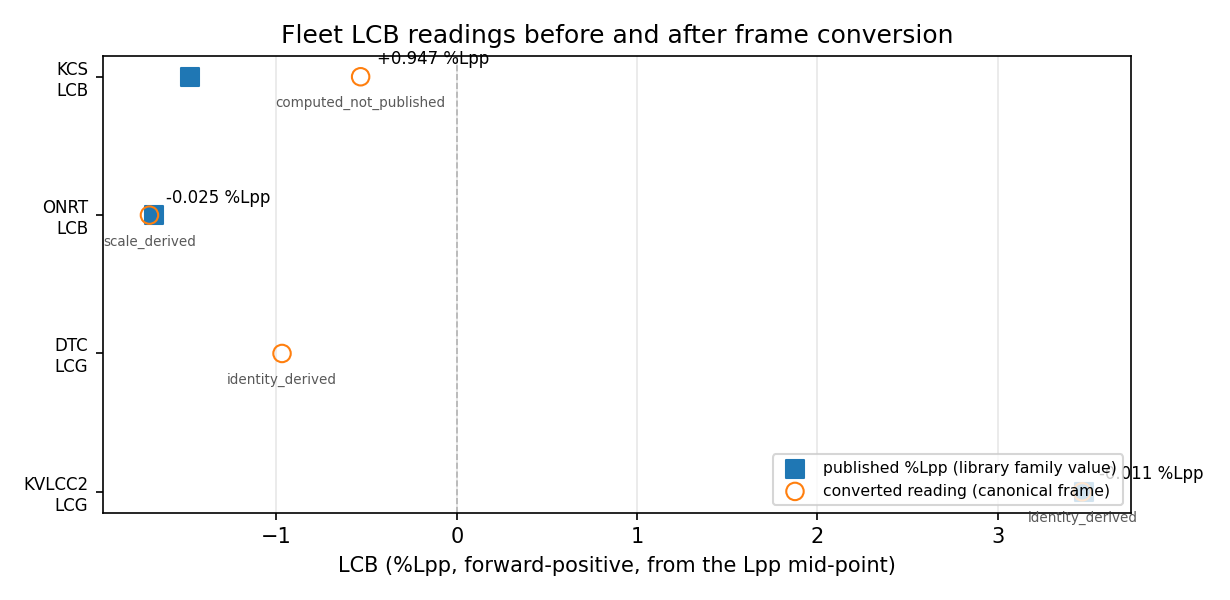 Fleet LCB readings before and after frame conversion
KCS
LCB
+0.947 %Lpp
computed_not_published
ONRT
LCB
-0.025 %Lpp
scale_derived
DTC
LCG
identity_derived
KVLCC2
LCG
published %Lpp (library family value)
converted reading (canonical frame)
.011 %Lpp
identity_derived
−1
0
1
2
3
LCB (%Lpp, forward-positive, from the Lpp mid-point)